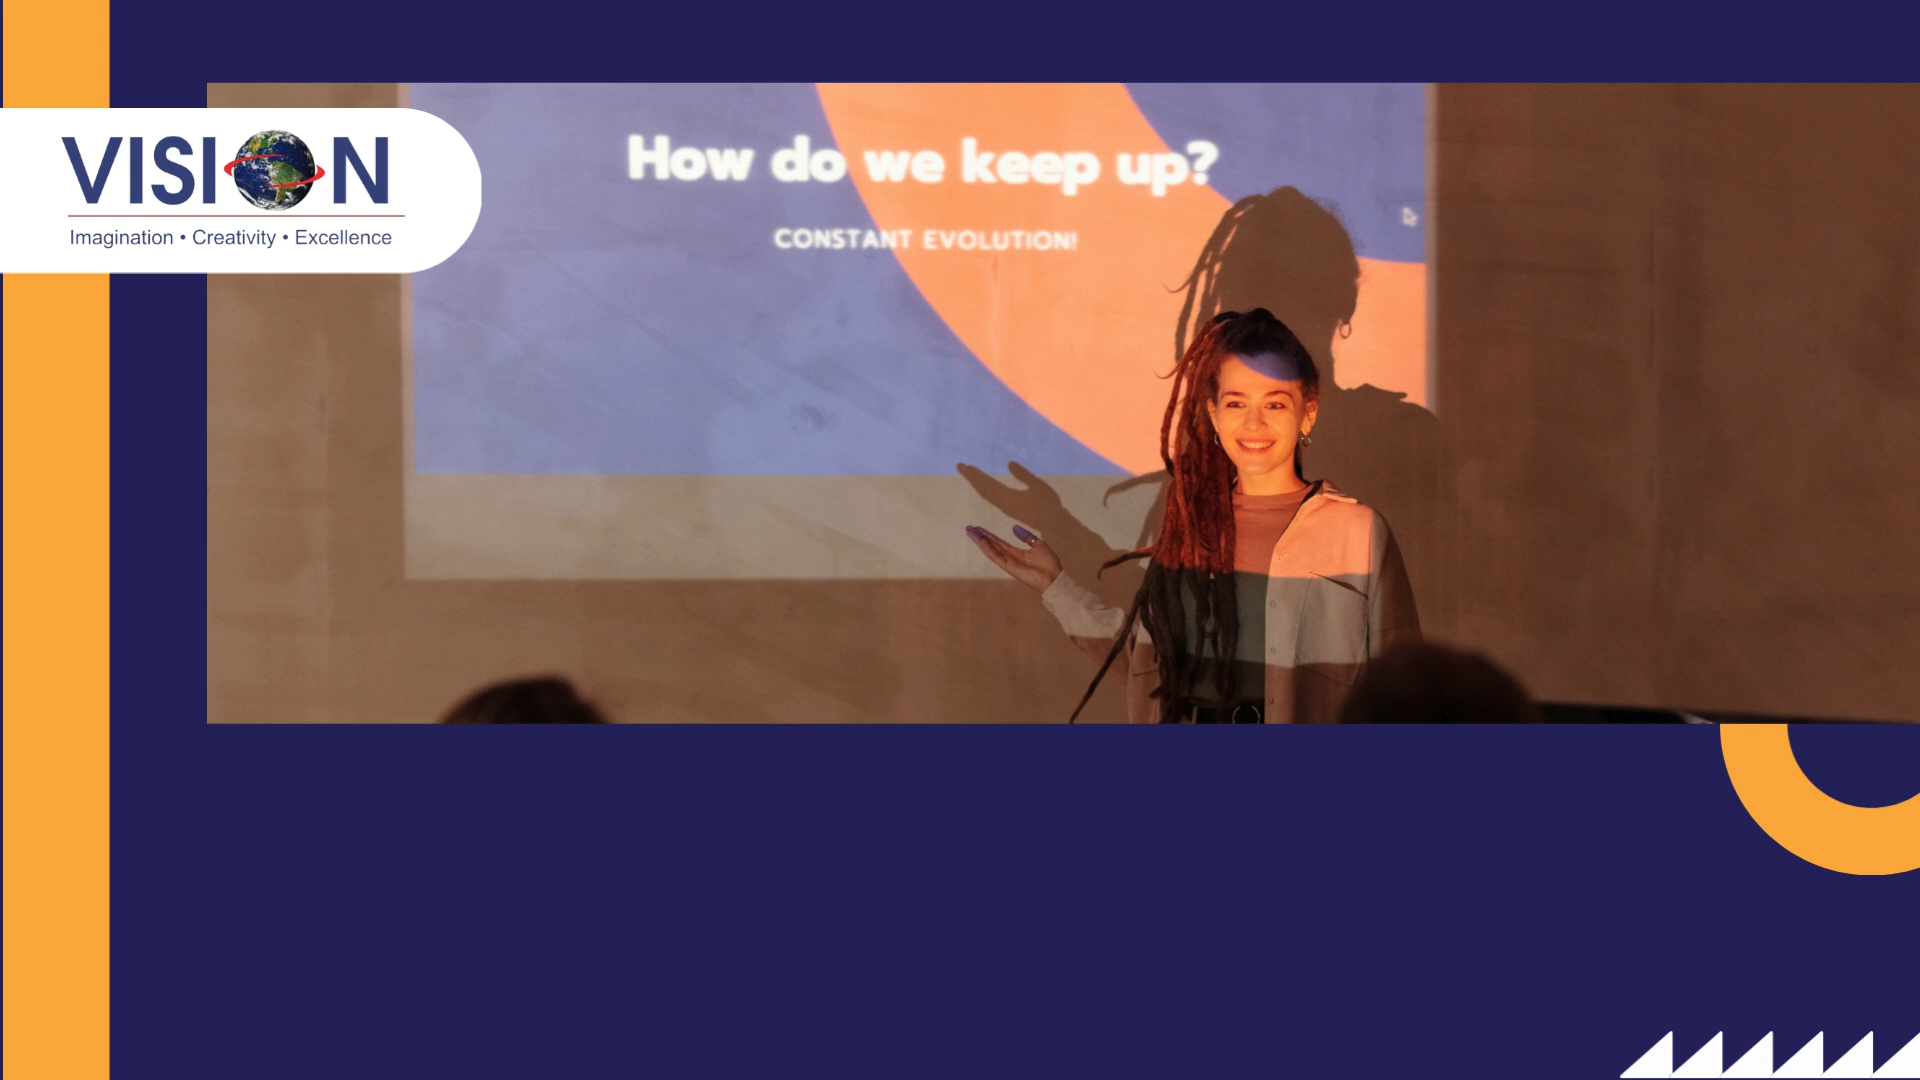 VISION
Imagination • Creativity • Excellence
How do we keep up?
CONSTANT EVOLUTION!